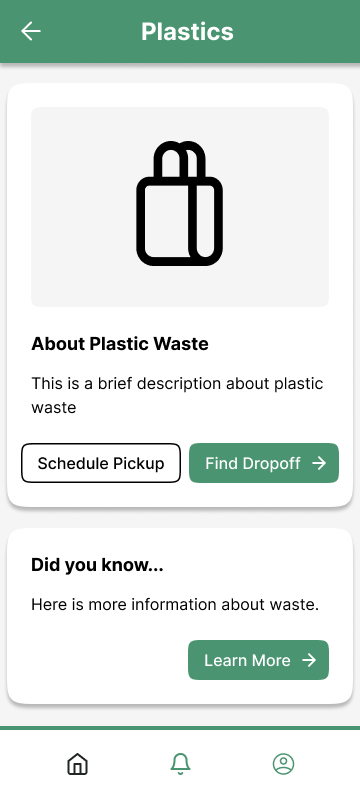 Plastics
About Plastic Waste
This is a brief description about plastic
waste
Schedule Pickup
Find Dropoff
Did you know...
Here is more information about waste.
Learn More